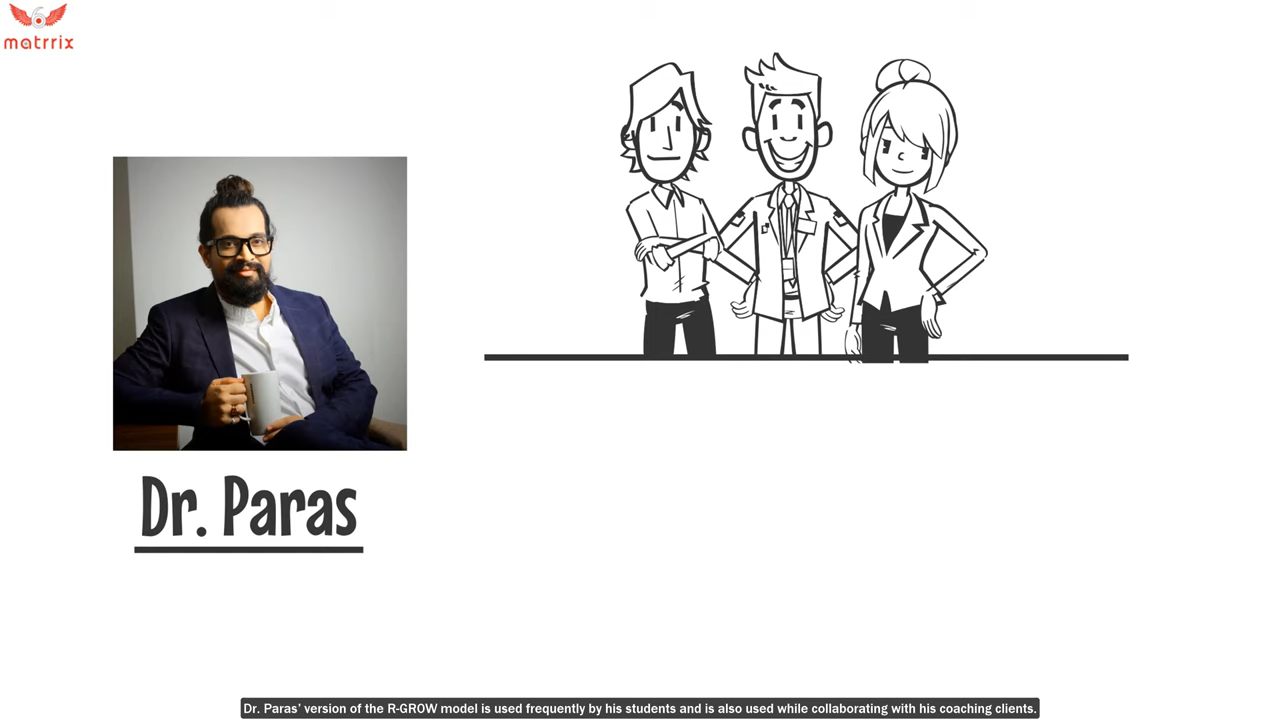 6
matrrix
Dr. Paras
Dr. Paras' version of the R-GROW model is used frequently by his students and is also used while collaborating with his coaching clients.